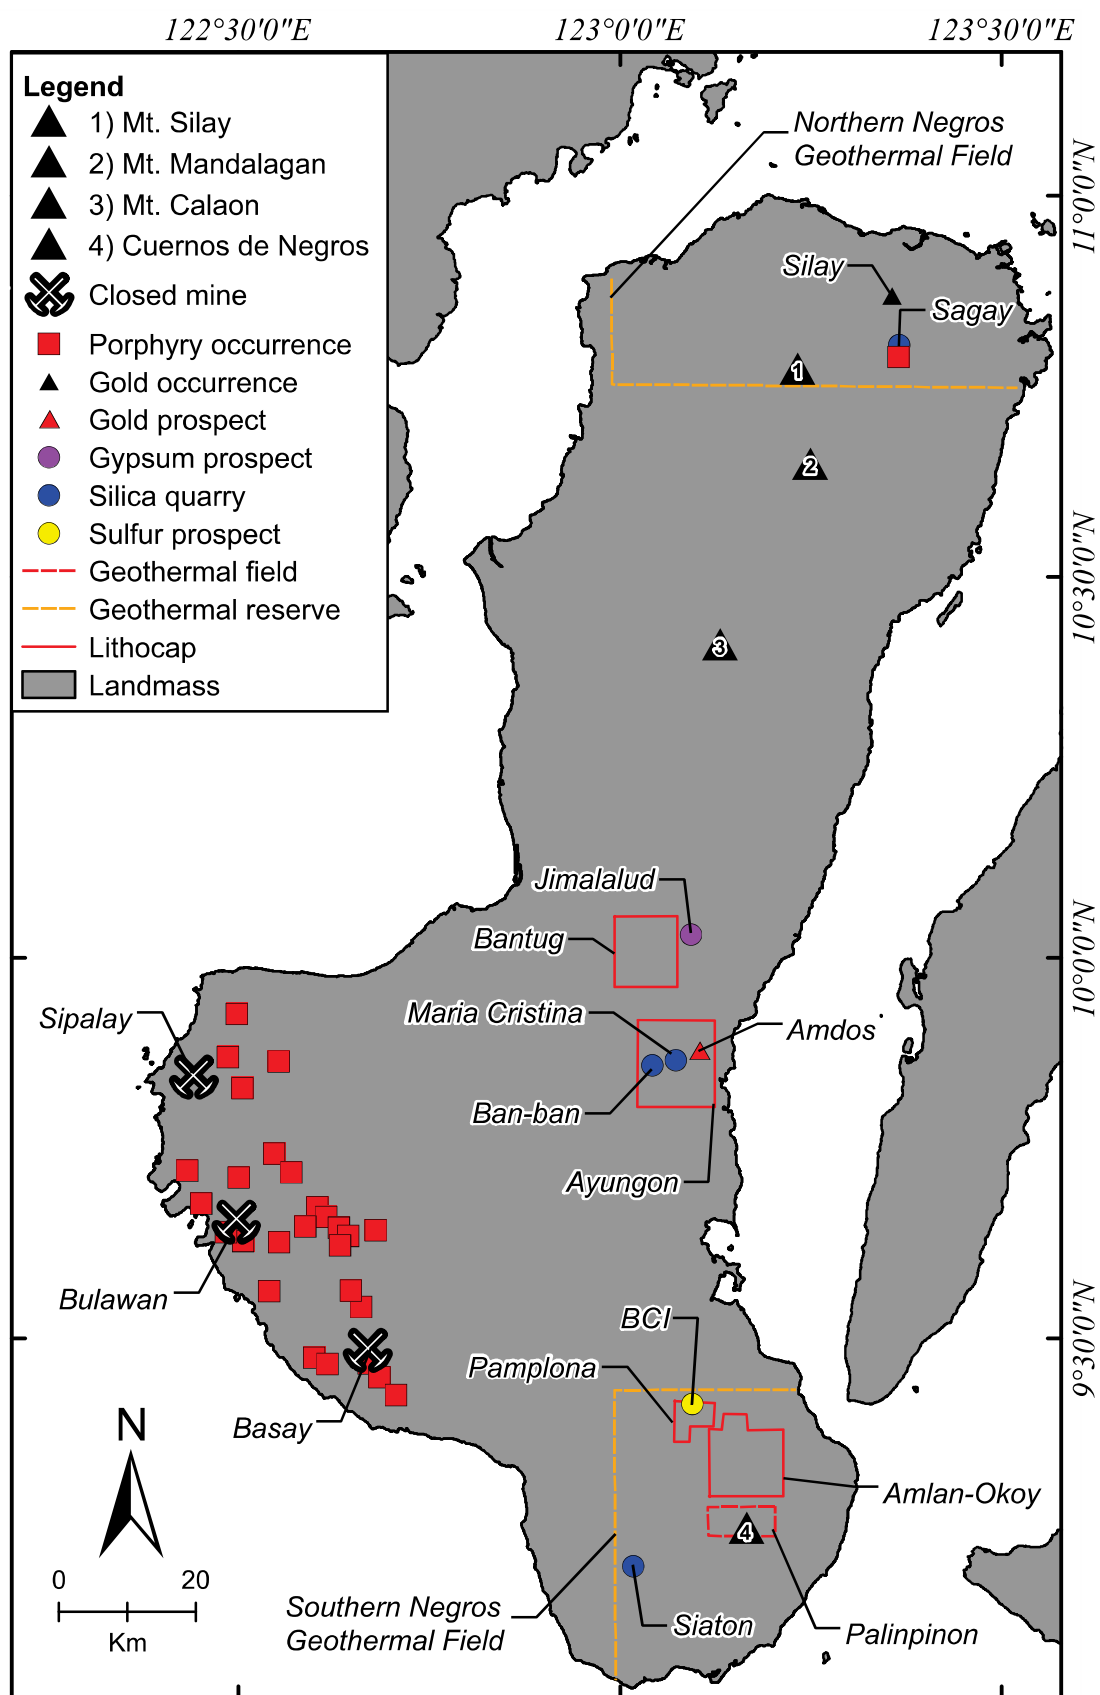 122°30'0"E
123°0'0"E
123°30'0"E
Legend
1) Mt. Silay
2) Mt. Mandalagan
3) Mt. Calaon
4) Cuernos de Negros
Closed mine
Porphyry occurrence
Gold occurrence
Gold prospect
Gypsum prospect
Silica quarry
Sulfur prospect
Geothermal field
Geothermal reserve
Lithocap
Landmass
Northern Negros
Geothermal Field
11°0'0"N
Silay
Sagay
1
2
10°30'0"N
3
Jimalalud
Bantug
10°0'0"N
Maria Cristina
Sipalay
Amdos
Ban-ban
Ayungon
Bulawan
BCI
9°30'0"N
Pamplona
Basay
N
Amlan-Okoy
4
0
20
Km
Southern Negros
Geothermal Field
Siaton
Palinpinon